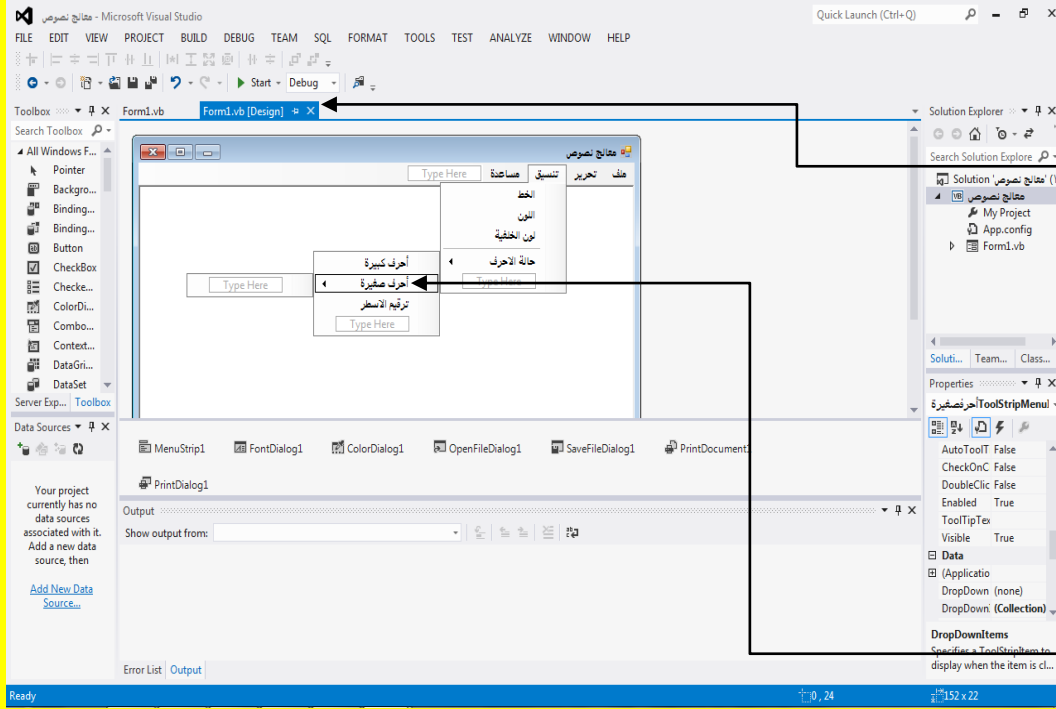 معالج نصوص - Microsoft Visual Studio
Quick Launch (Ctrl+Q)
FILE EDIT VIEW PROJECT BUILD DEBUG TEAM SQL FORMAT TOOLS TEST ANALYZE WINDOW HELP
Start Debug
Toolbox
Search Toolbox
All Windows F...
Pointer
Backgro...
Binding...
Binding...
Button
CheckBox
Checke...
ColorDi...
Combo...
Context...
DataGri...
DataSet
Server Exp... Toolbox
Data Sources
Your project
currently has no
data sources
associated with it.
Add a new data
source, then
Add New Data
Source...
Form1.vb Form1.vb [Design]
معالج نصوص
ملف تحرير تنسيق مساعدة Type Here
الخط
اللون
لون الخلفية
حالة الاحرف
Type Here
أحرف كبيرة
أحرف صغيرة
ترقيم الاسطر
Type Here
Type Here
MenuStrip1 FontDialog1 ColorDialog1 OpenFileDialog1 SaveFileDialog1 PrintDocument1
PrintDialog1
Output
Show output from:
Error List Output
Solution Explorer
Search Solution Explore
Solution 'معالج نصوص' (1
معالج نصوص
My Project
App.config
Form1.vb
Soluti... Team... Class...
Properties
أحرفصغيرةToolStripMenuI
AutoToolT False
CheckOnC False
DoubleClic False
Enabled True
ToolTipTex
Visible True
Data
(Applicatio
DropDown (none)
DropDownI (Collection)
DropDownItems
Specifies a ToolStripItem to
display when the item is cl...
Ready 0 , 24 152 x 22